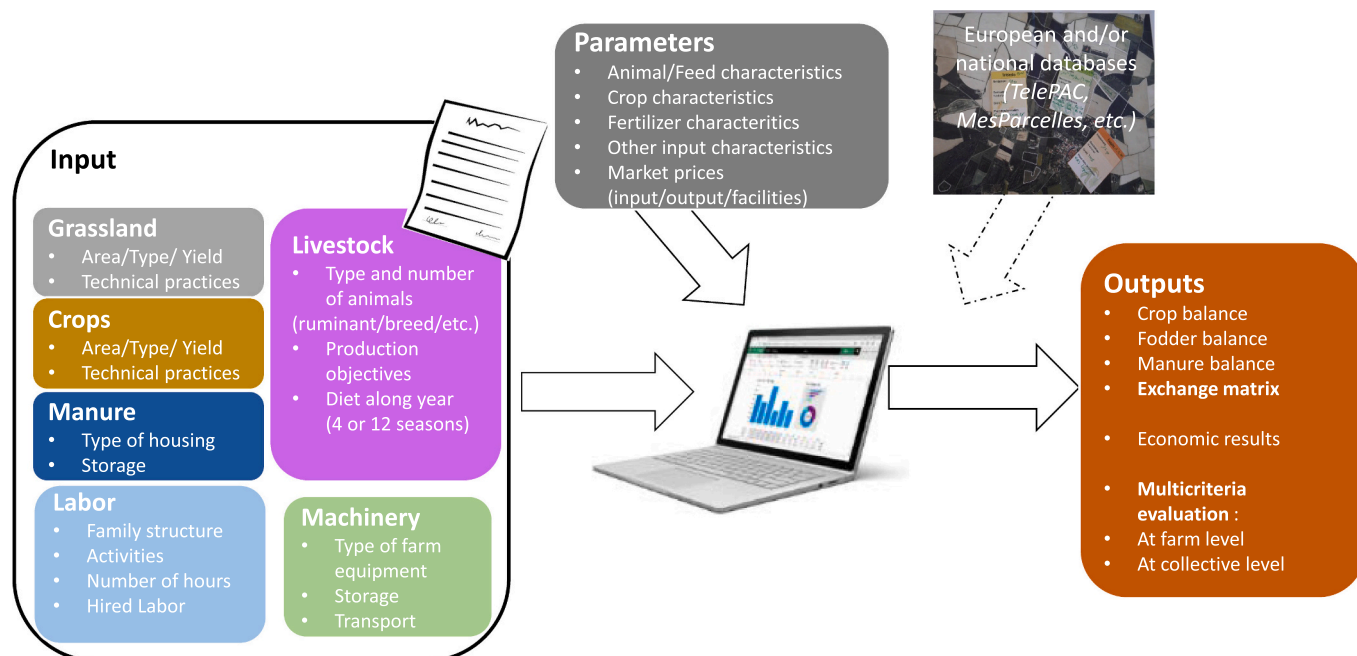 Parameters
• Animal/Feed characteristics
• Crop characteristics
• Fertilizer characteritics
• Other input characteristics
• Market prices
(input/output/facilities)
European and/or
national databases
(TelePAC,
MesParcelles, etc.)
Input
Grassland
• Area/Type/ Yield
• Technical practices
Crops
• Area/Type/ Yield
• Technical practices
Manure
• Type of housing
• Storage
Labor
• Family structure
• Activities
• Number of hours
• Hired Labor
Livestock
• Type and number
of animals
(ruminant/breed/etc.)
• Production
objectives
• Diet along year
(4 or 12 seasons)
Machinery
• Type of farm
equipment
• Storage
• Transport
Outputs
• Crop balance
• Fodder balance
• Manure balance
• Exchange matrix
• Economic results
• Multicriteria
evaluation :
• At farm level
• At collective level